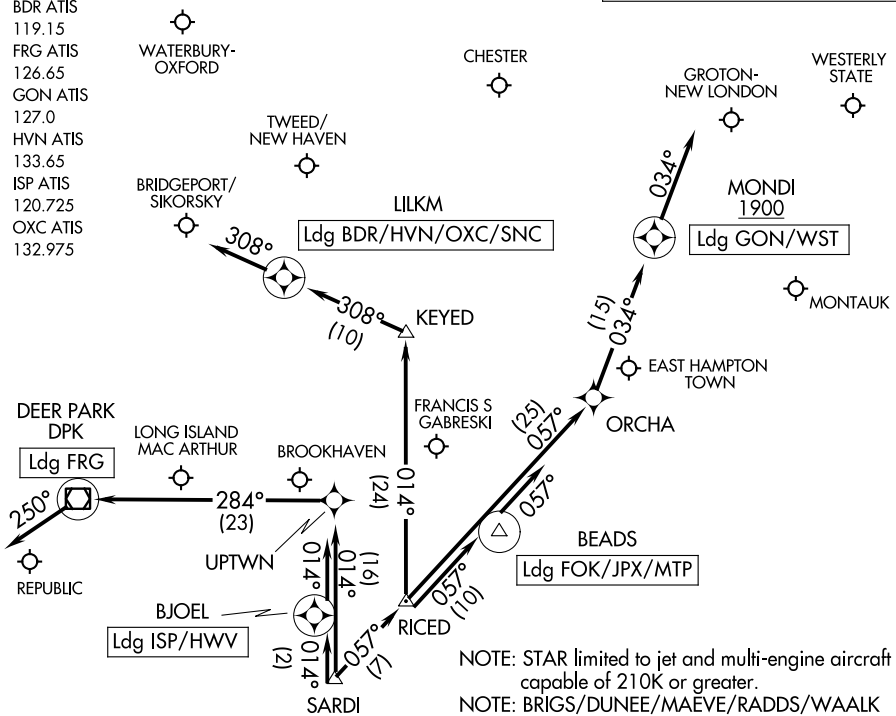 BDR ATIS
119.15
FRG ATIS
126.65
GON ATIS
127.0
HVN ATIS
133.65
ISP ATIS
120.725
OXC ATIS
132.975
WATERBURY-
OXFORD
CHESTER
GROTON-
NEW LONDON
WESTERLY
STATE
TWEED/
NEW HAVEN
BRIDGEPORT/
SIKORSKY
LILKM
Ldg BDR/HVN/OXC/SNC
034°
MONDI
1900
Ldg GON/WST
308°
308°
(10)
KEYED
(15)
034°
MONTAUK
EAST HAMPTON
TOWN
DEER PARK
DPK
Ldg FRG
LONG ISLAND
MAC ARTHUR
BROOKHAVEN
FRANCIS S
GABRESKI
(25)
057°
ORCHA
250°
284°
(23)
014°
(24)
057°
UPTWN
REPUBLIC
014°
014°
(16)
BEADS
Ldg FOK/JPX/MTP
057°
(10)
BJOEL
Ldg ISP/HWV
RICED
014°
(2)
057°
(7)
SARDI
NOTE: STAR limited to jet and multi-engine aircraft
capable of 210K or greater.
NOTE: BRIGS/DUNEE/MAEVE/RADDS/WAALK